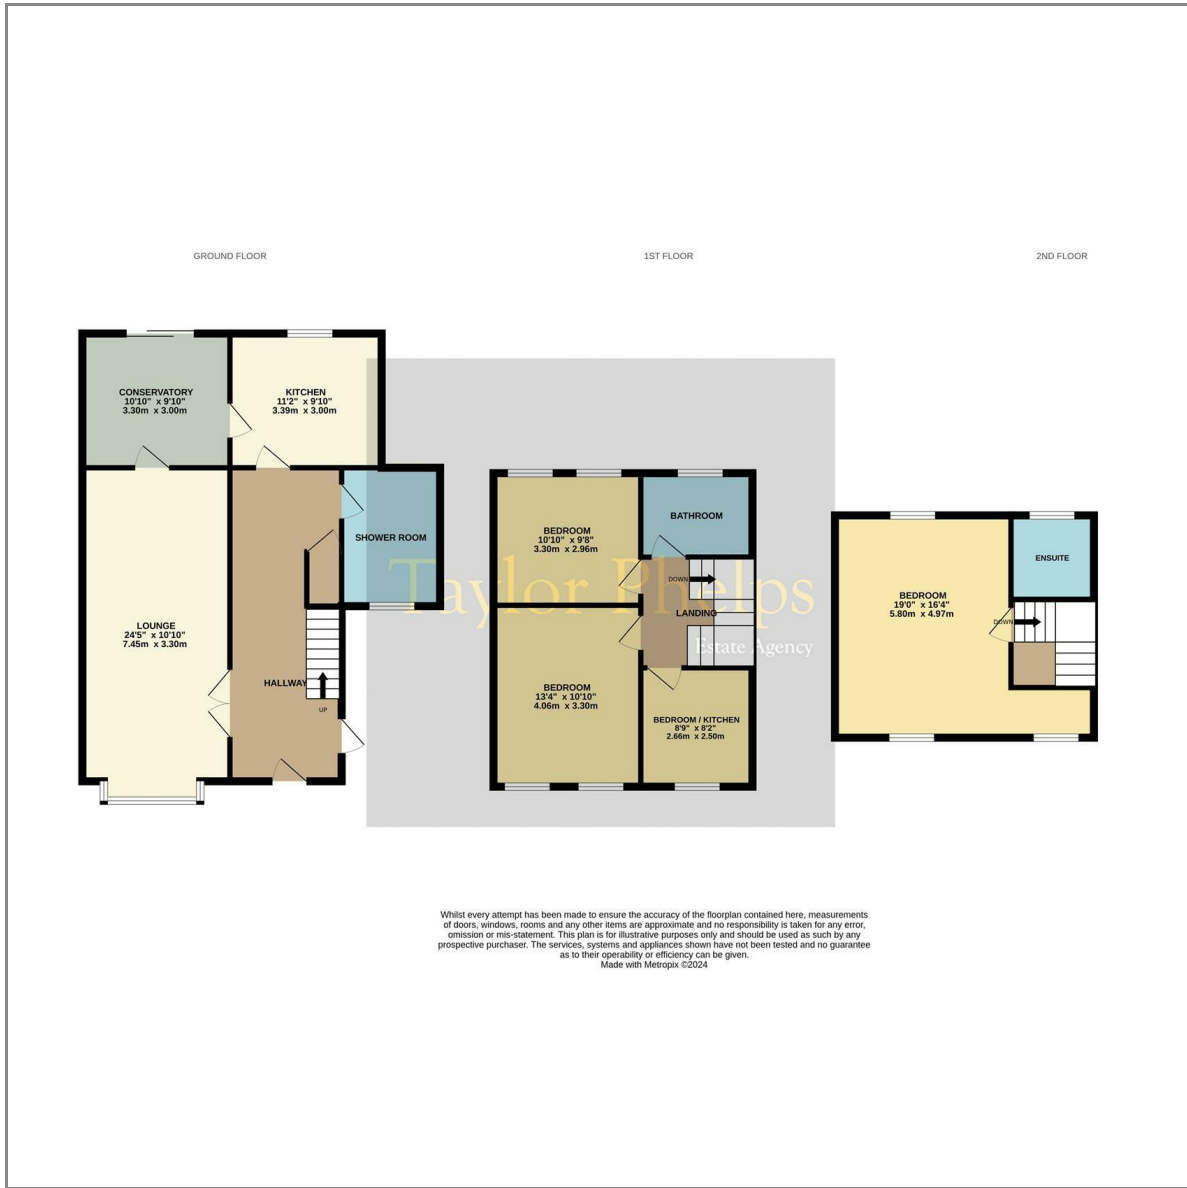 GROUND FLOOR
1ST FLOOR
2ND FLOOR
CONSERVATORY
10'10" x 9'10"
3.30m x 3.00m
KITCHEN
11'2" x 9'10"
3.39m x 3.00m
SHOWER ROOM
LOUNGE
24'5" x 10'10"
7.45m x 3.30m
HALLWAY
UP
BEDROOM
10'10" x 9'8"
3.30m x 2.96m
BATHROOM
DOWN
LANDING
BEDROOM
13'4" x 10'10"
4.06m x 3.30m
BEDROOM / KITCHEN
8'9" x 8'2"
2.66m x 2.50m
BEDROOM
19'0" x 16'4"
5.80m x 4.97m
ENSUITE
DOWN
Taylor Phelps
Estate Agency
Whilst every attempt has been made to ensure the accuracy of the floorplan contained here, measurements
of doors, windows, rooms and any other items are approximate and no responsibility is taken for any error,
omission or mis-statement. This plan is for illustrative purposes only and should be used as such by any
prospective purchaser. The services, systems and appliances shown have not been tested and no guarantee
as to their operability or efficiency can be given.
Made with Metropix ©2024